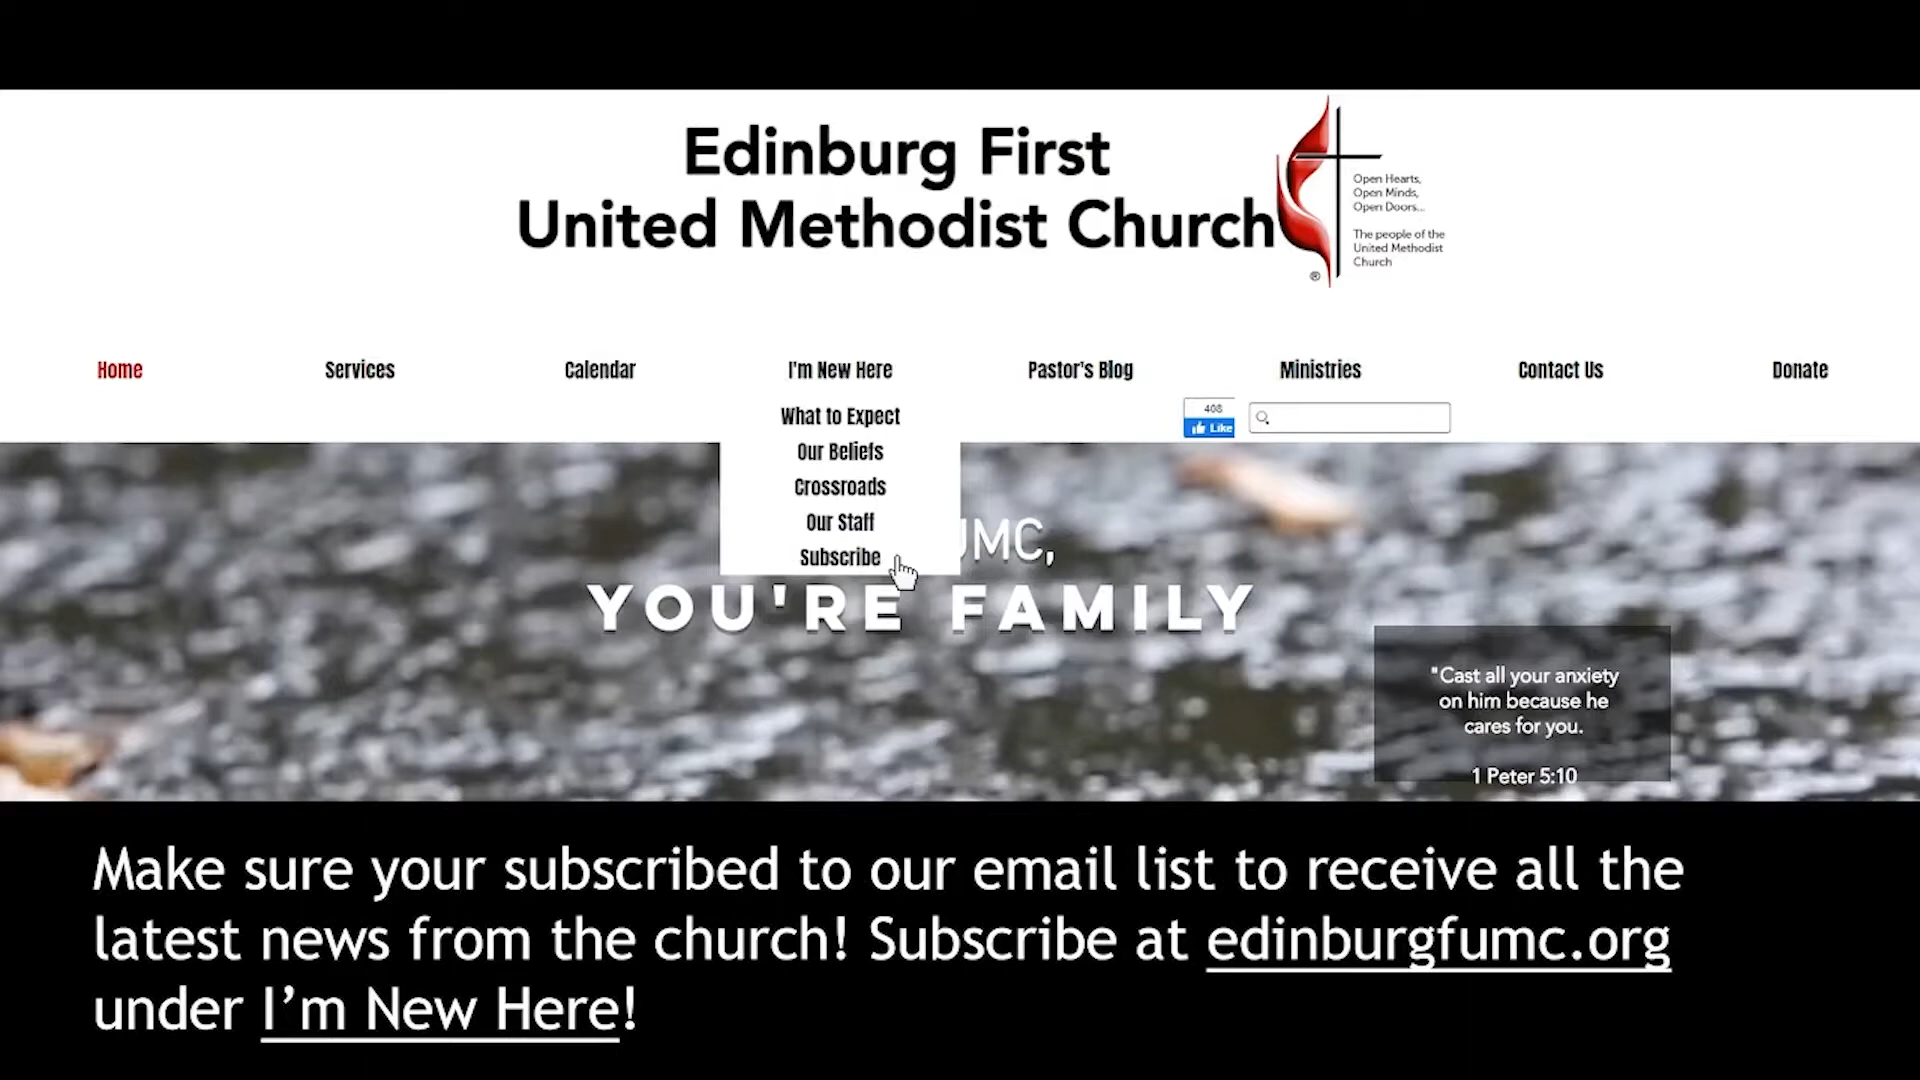 Edinburg First
United Methodist Church
Open Hearts,
Open Minds,
Open Doors...
The people of the
United Methodist
Church
®
Home Services Calendar I'm New Here Pastor's Blog Ministries Contact Us Donate
What to Expect
408
Like
Our Beliefs
Crossroads
Our Staff
Subscribe
UMC,
YOU'RE FAMILY
"Cast all your anxiety
on him because he
cares for you.
1 Peter 5:10
Make sure your subscribed to our email list to receive all the
latest news from the church! Subscribe at edinburgfumc.org
under I’m New Here!